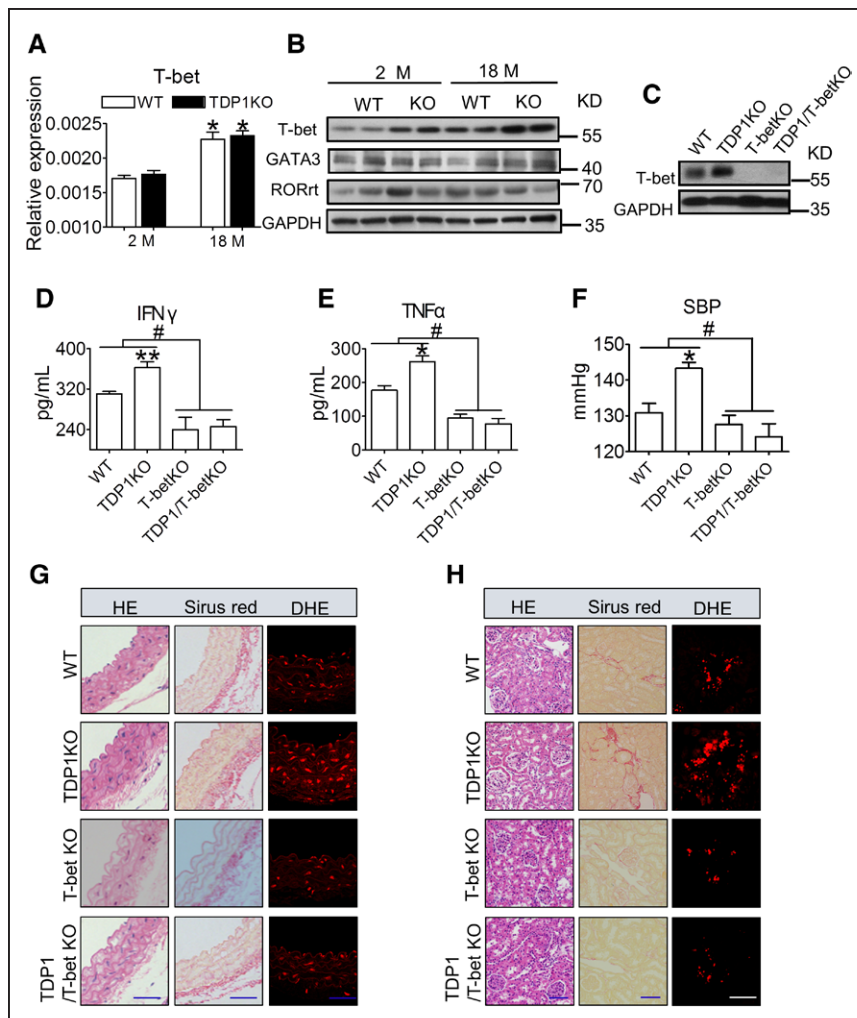 A
T-bet
WT TDP1KO
Relative expression
0.0025
0.0020
0.0015
0.0010
* *
2 M 18 M
B
2 M 18 M
WT KO WT KO KD
T-bet 55
GATA3 40
RORrt 70
GAPDH 35
C
WT TDP1KO T-betKO TDP1/T-betKO
KD
T-bet 55
GAPDH 35
D
IFN γ
#
**
pg/mL
400
320
240
WT TDP1KO T-betKO TDP1/T-betKO
E
TNFα
#
*
pg/mL
300
200
100
0
WT TDP1KO T-betKO TDP1/T-betKO
F
SBP
#
*
mmHg
150
140
130
120
WT TDP1KO T-betKO TDP1/T-betKO
G
HE Sirus red DHE
WT
TDP1KO
T-bet KO
TDP1
/T-bet KO
H
HE Sirus red DHE
WT
TDP1KO
T-bet KO
TDP1
/T-bet KO